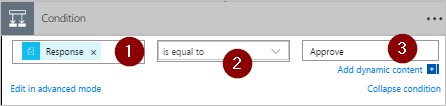 Condition
Response × 1 is equal to 2 Approve 3
Add dynamic content
Edit in advanced mode Collapse condition